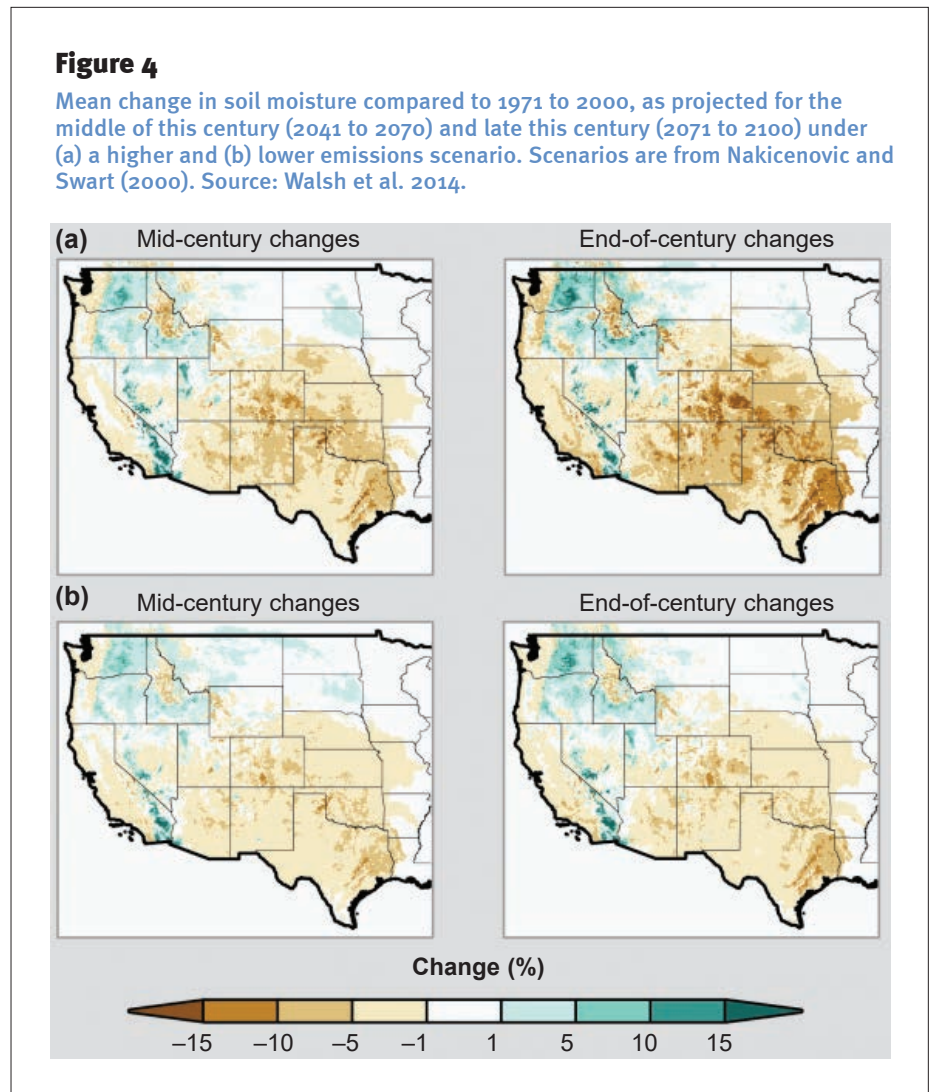 Figure 4
Mean change in soil moisture compared to 1971 to 2000, as projected for the
middle of this century (2041 to 2070) and late this century (2071 to 2100) under
(a) a higher and (b) lower emissions scenario. Scenarios are from Nakicenovic and
Swart (2000). Source: Walsh et al. 2014.
(a) Mid-century changes End-of-century changes
(b) Mid-century changes End-of-century changes
Change (%)
–15 –10 –5 –1 1 5 10 15